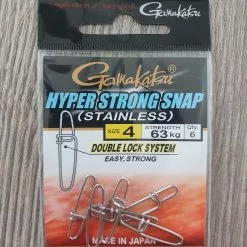 Gamakatsu
Gamakatsu
HYPER STRONG SNAP
(STAINLESS)
SIZE 4 STRENGTH 63kg Qty. 6
DOUBLE LOCK SYSTEM
EASY. STRONG
MADE IN JAPAN